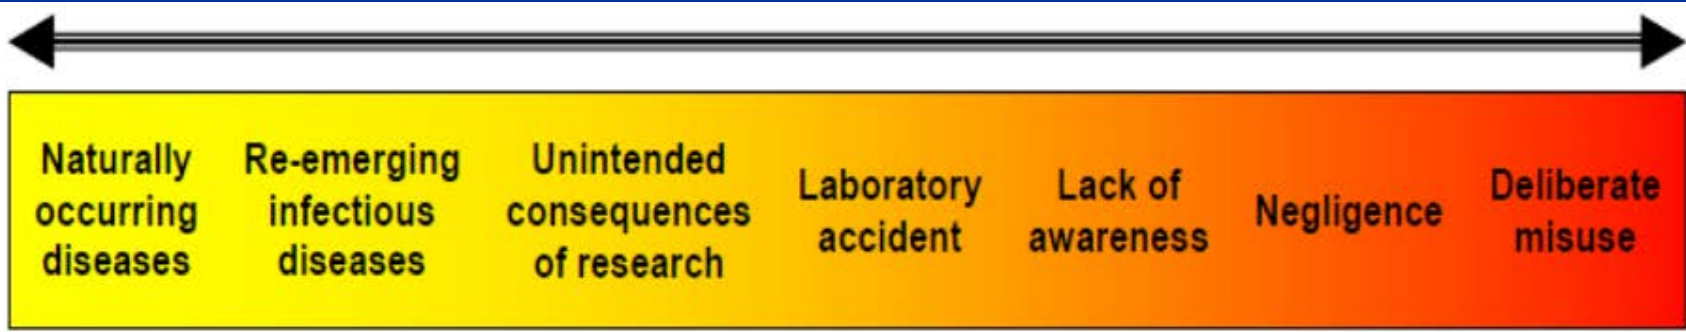 Naturally
occurring
diseases
Re-emerging
infectious
diseases
Unintended
consequences
of research
Laboratory
accident
Lack of
awareness
Negligence
Deliberate
misuse